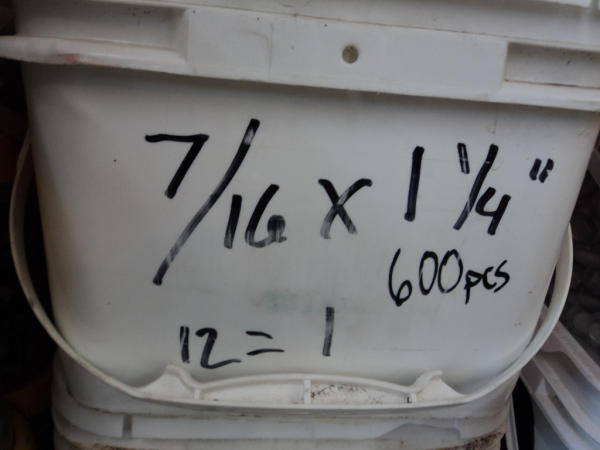 7/16 x 1 1/4"
600pcs
12 = 1